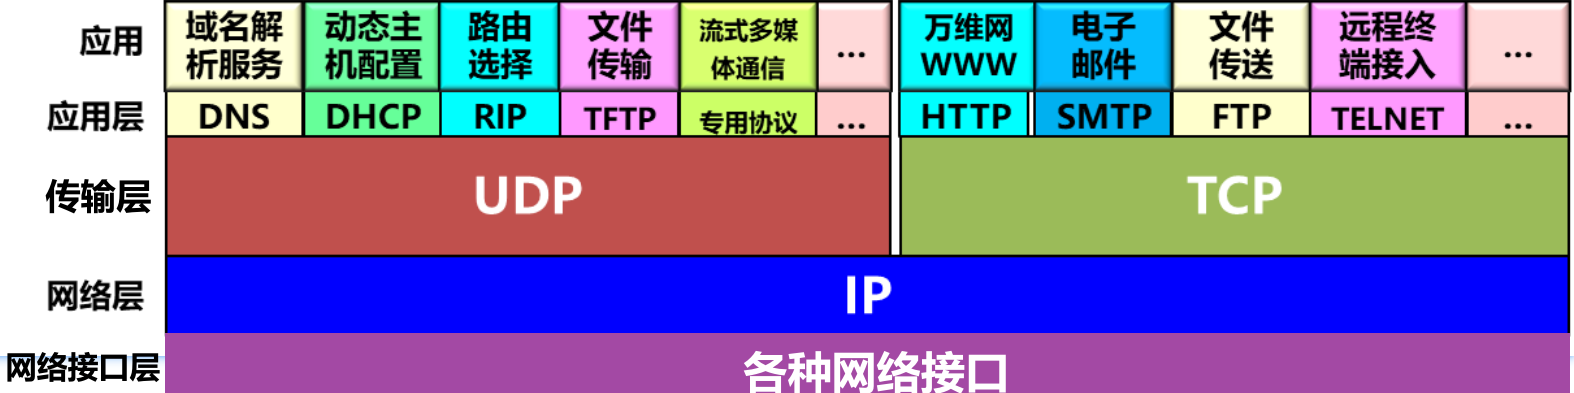 应用
域名解
析服务
动态主
机配置
路由
选择
文件
传输
流式多媒
体通信
...
万维网
WWW
电子
邮件
文件
传送
远程终
端接入
...
应用层
DNS
DHCP
RIP
TFTP
专用协议
...
HTTP
SMTP
FTP
TELNET
...
传输层
UDP
TCP
网络层
IP
网络接口层
各种网络接口